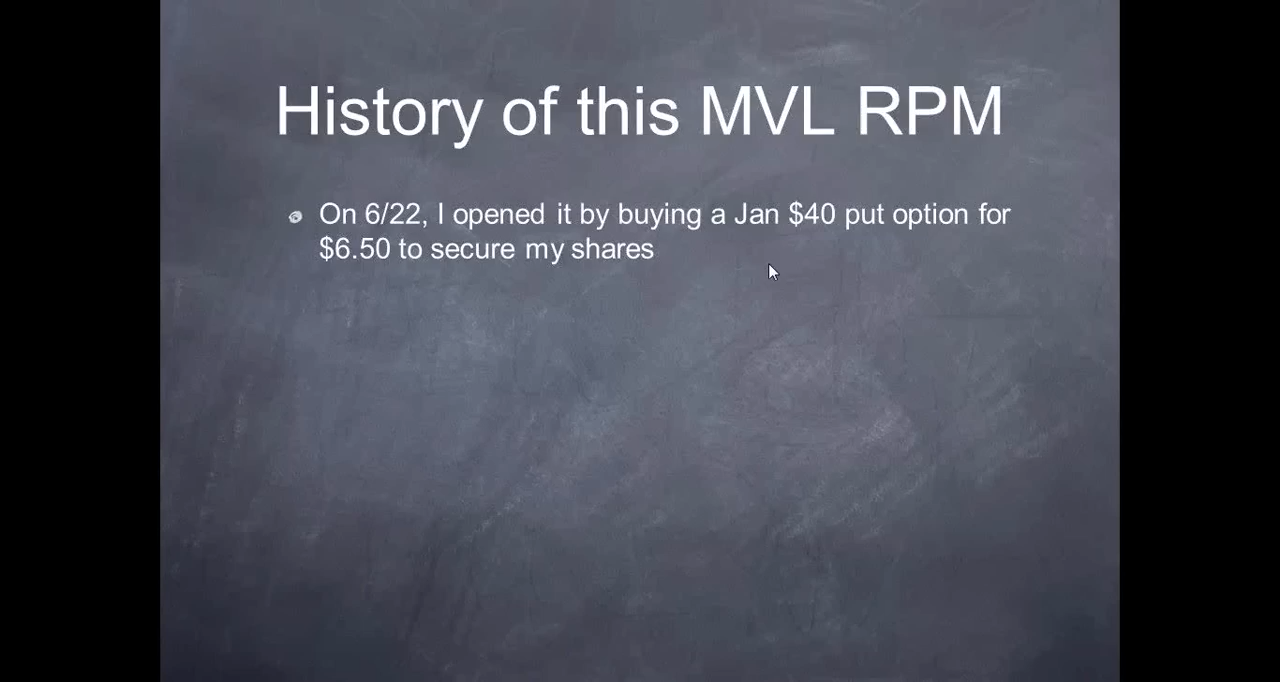 History of this MVL RPM
On 6/22, I opened it by buying a Jan $40 put option for
$6.50 to secure my shares